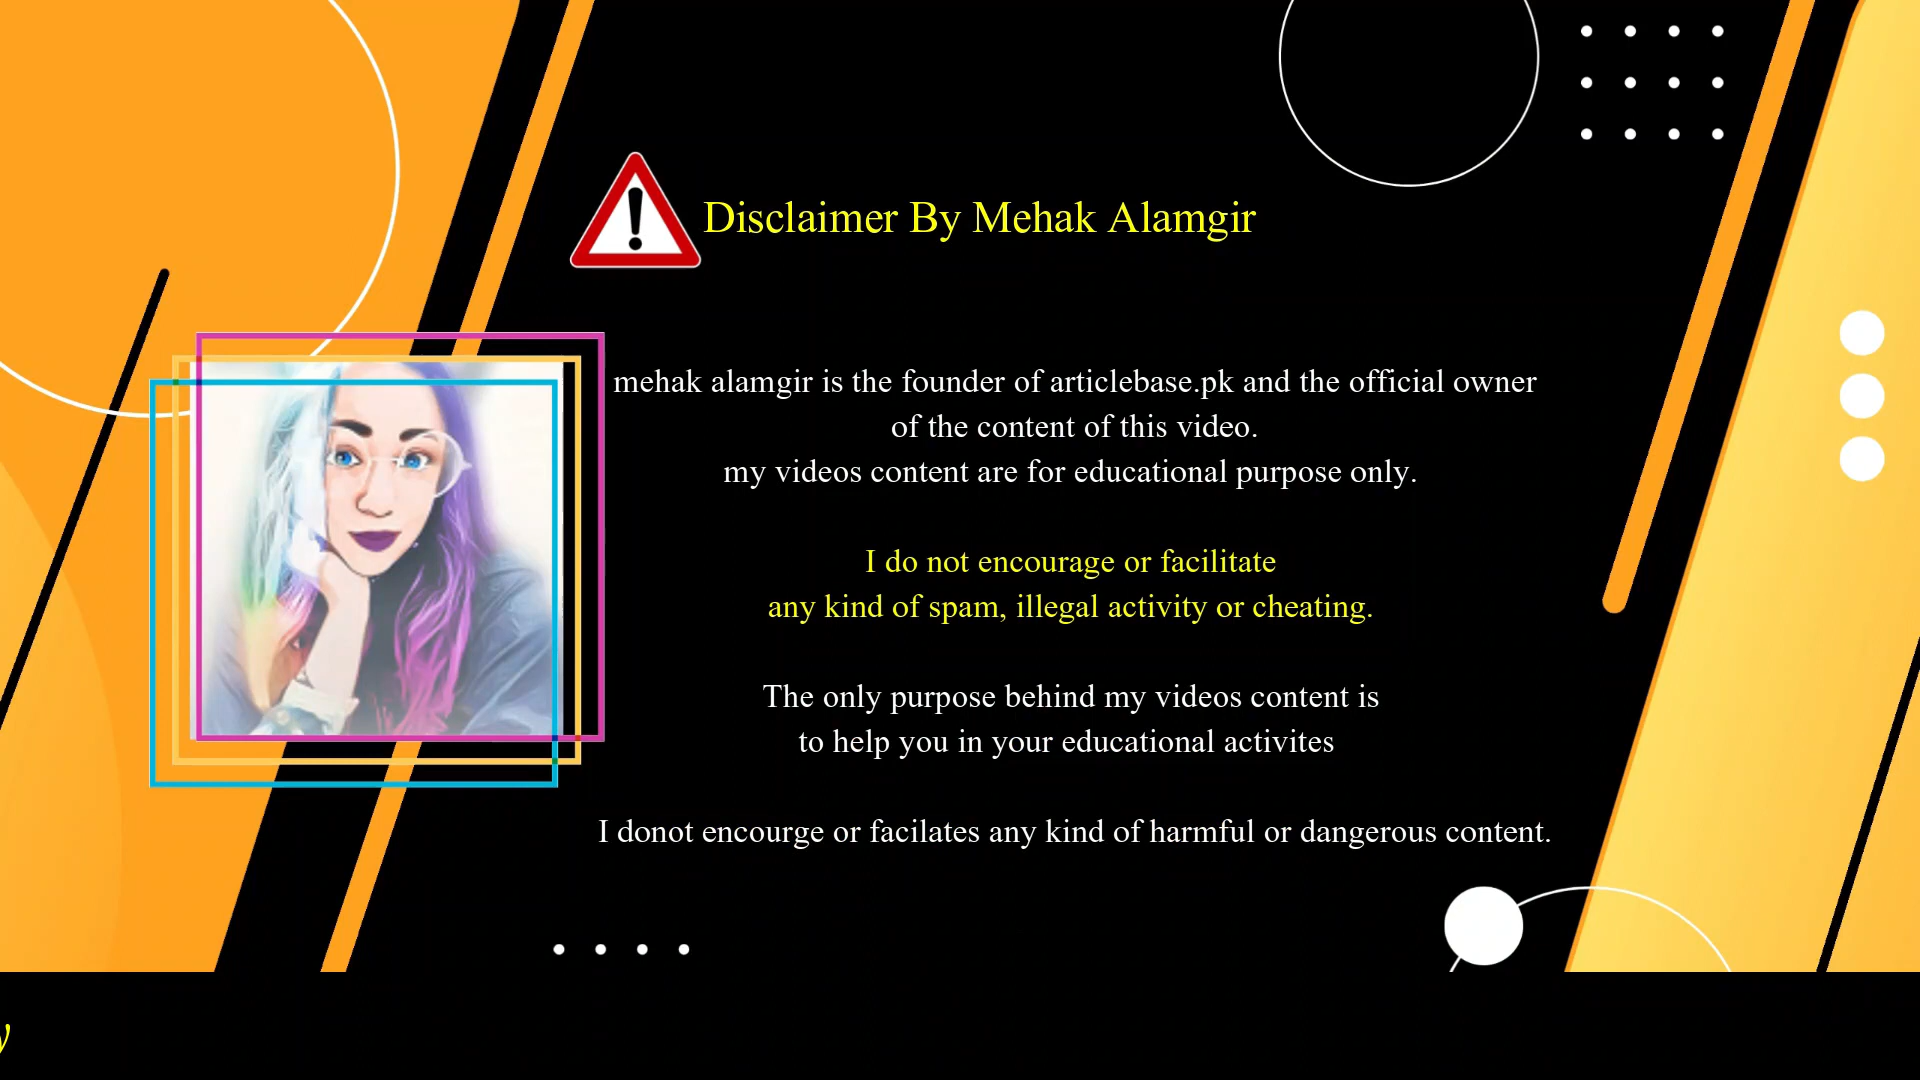 Disclaimer By Mehak Alamgir
mehak alamgir is the founder of articlebase.pk and the official owner
of the content of this video.
my videos content are for educational purpose only.
I do not encourage or facilitate
any kind of spam, illegal activity or cheating.
The only purpose behind my videos content is
to help you in your educational activites
I donot encourge or facilates any kind of harmful or dangerous content.